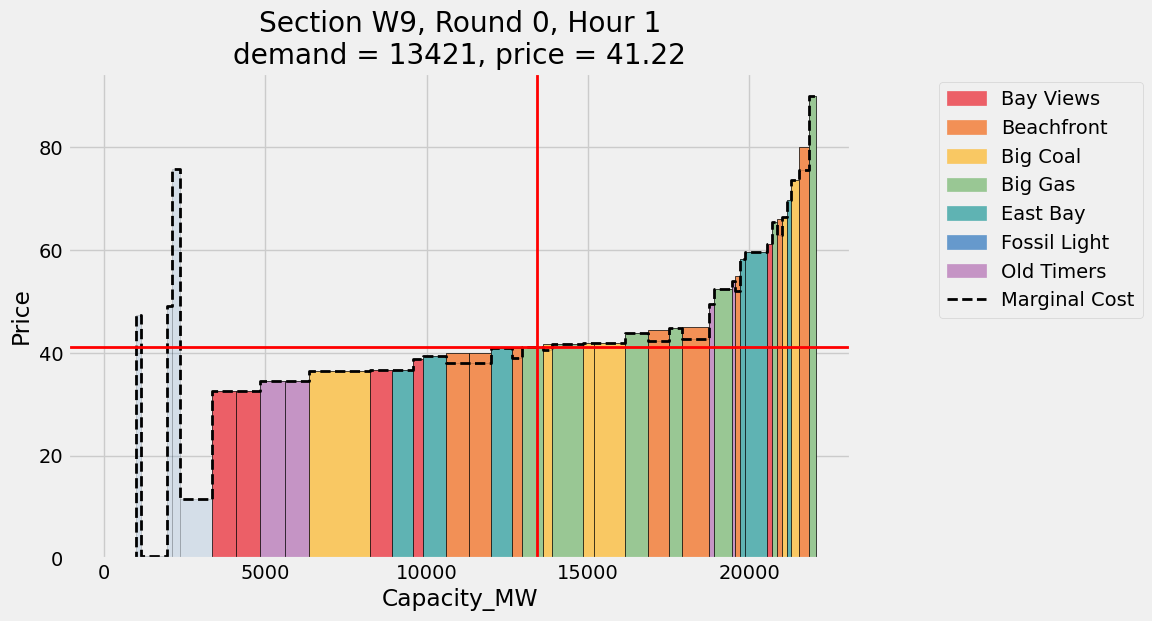 Section W9, Round 0, Hour 1
demand = 13421, price = 41.22
Price
80
60
40
20
0
0
5000
10000
15000
20000
Capacity_MW
Bay Views
Beachfront
Big Coal
Big Gas
East Bay
Fossil Light
Old Timers
Marginal Cost